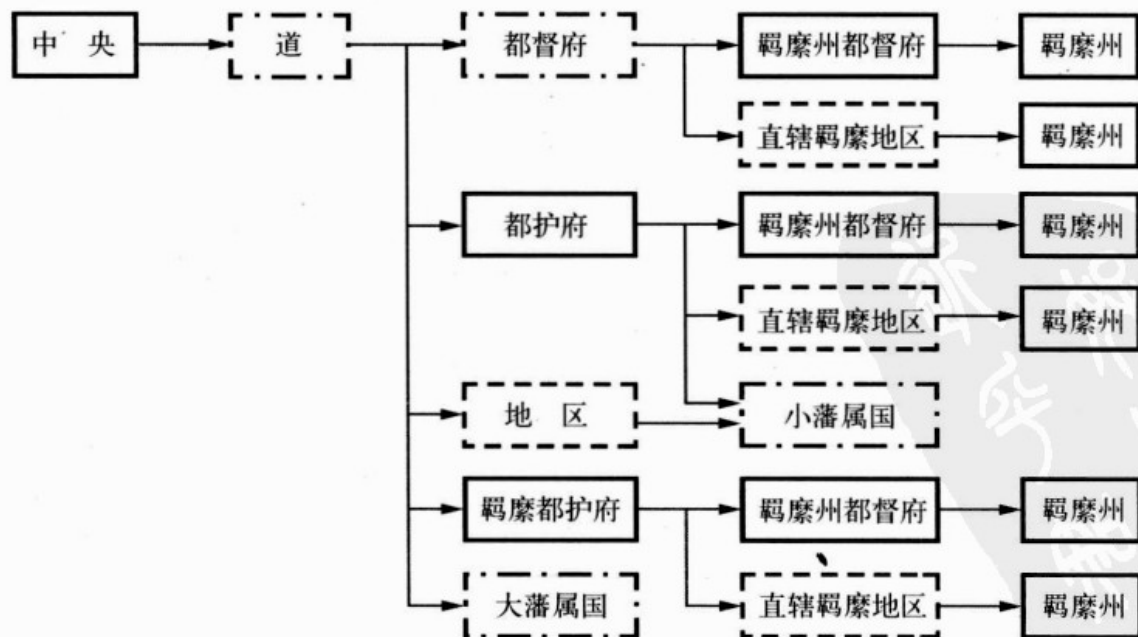 中 央
道
都督府
羁縻州都督府
羁縻州
直辖羁縻地区
羁縻州
都护府
羁縻州都督府
羁縻州
直辖羁縻地区
羁縻州
地 区
小藩属国
羁縻都护府
羁縻州都督府
羁縻州
大藩属国
直辖羁縻地区
羁縻州